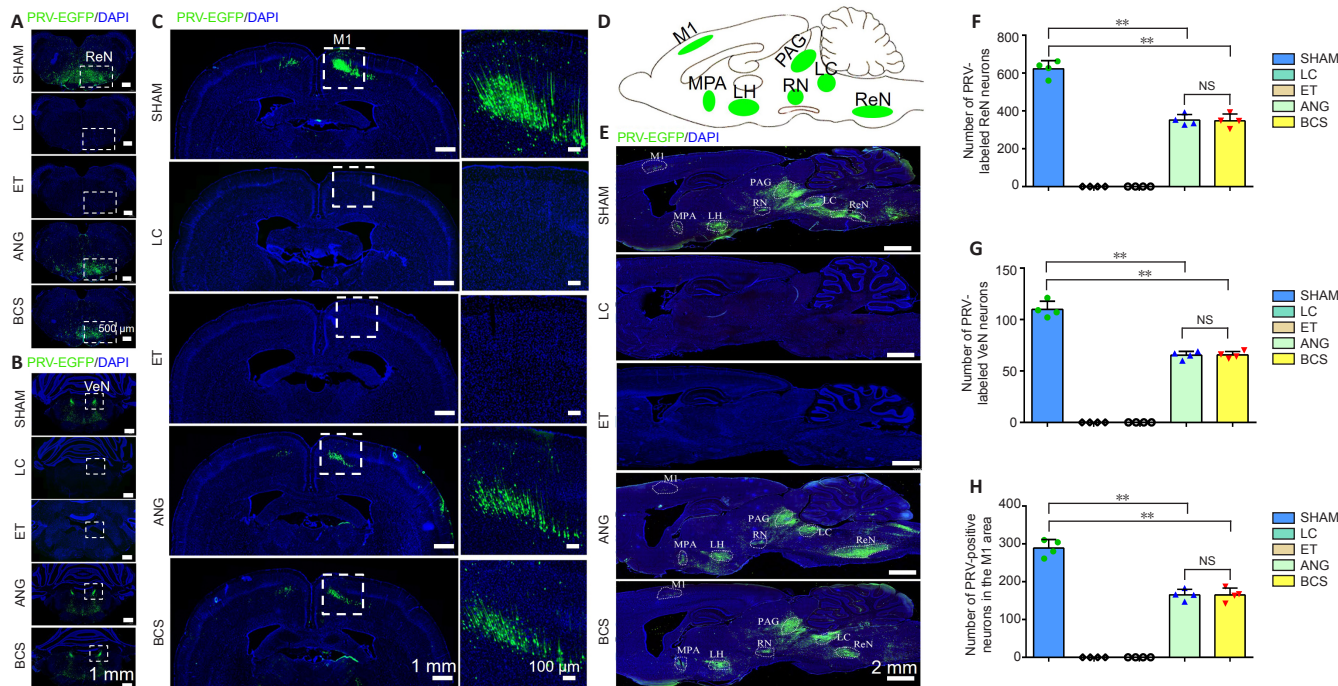 A
PRV-EGFP/DAPI
SHAM
ReN
LC
ET
ANG
BCS
500 µm
B
PRV-EGFP/DAPI
SHAM
VeN
LC
ET
ANG
BCS
1 mm
C
PRV-EGFP/DAPI
SHAM
M1
LC
ET
ANG
BCS
1 mm
100 µm
D
M1
PAG
LC
MPA
LH
RN
ReN
E
PRV-EGFP/DAPI
SHAM
M1
PAG
RN
LC
ReN
MPA
LH
LC
ET
ANG
M1
PAG
RN
LC
ReN
MPA
LH
BCS
M1
PAG
RN
LC
ReN
MPA
LH
2 mm
F
Number of PRV-
labeled ReN neurons
800
600
400
200
0
**
**
NS
SHAM
LC
ET
ANG
BCS
G
Number of PRV-
labeled VeN neurons
150
100
50
0
**
**
NS
SHAM
LC
ET
ANG
BCS
H
Number of PRV-positive
neurons in the M1 area
400
300
200
100
0
**
**
NS
SHAM
LC
ET
ANG
BCS